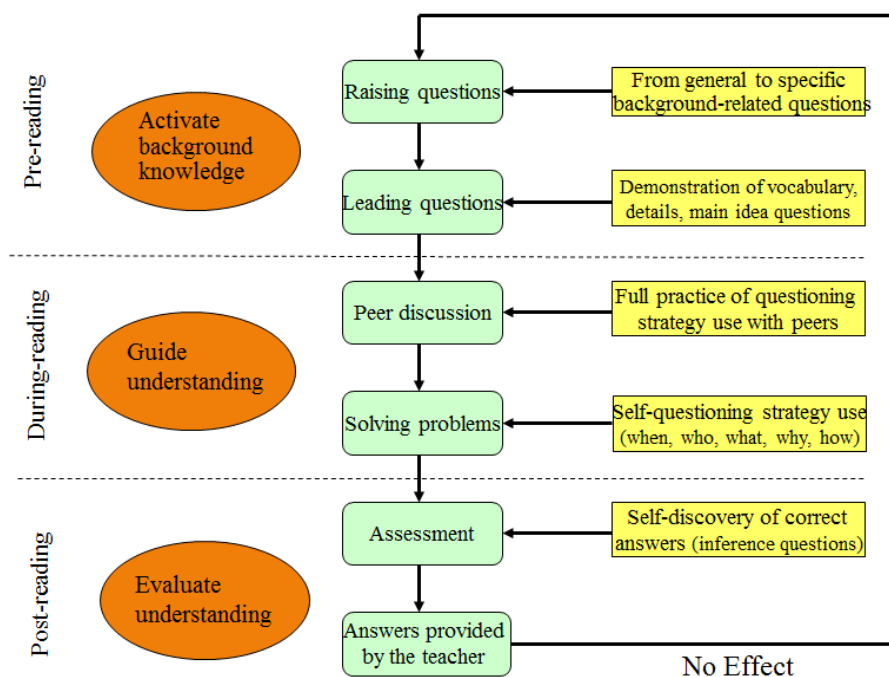 Pre-reading
Activate
background
knowledge
Raising questions
From general to specific
background-related questions
Leading questions
Demonstration of vocabulary,
details, main idea questions
During-reading
Guide
understanding
Peer discussion
Full practice of questioning
strategy use with peers
Solving problems
Self-questioning strategy use
(when, who, what, why, how)
Post-reading
Evaluate
understanding
Assessment
Self-discovery of correct
answers (inference questions)
Answers provided
by the teacher
No Effect